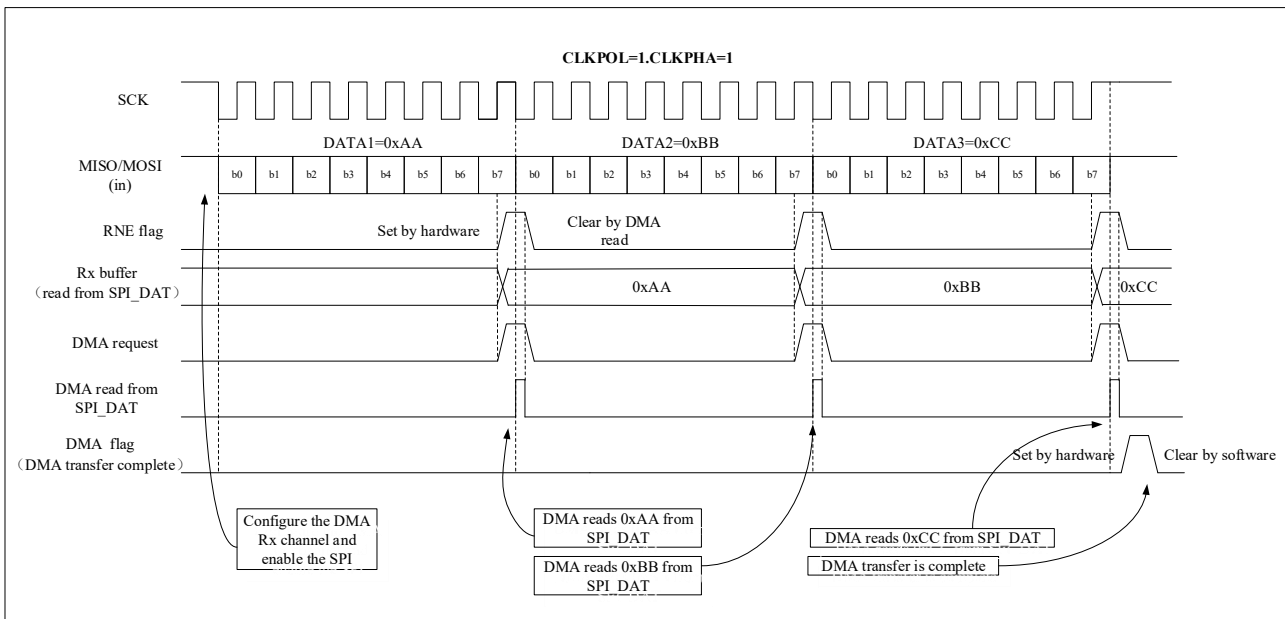 CLKPOL=1.CLKPHA=1
SCK
DATA1=0xAA DATA2=0xBB DATA3=0xCC
MISO/MOSI
(in)
b0 b1 b2 b3 b4 b5 b6 b7 b0 b1 b2 b3 b4 b5 b6 b7 b0 b1 b2 b3 b4 b5 b6 b7
RNE flag
Set by hardware
Clear by DMA
read
Rx buffer
（read from SPI_DAT）
0xAA 0xBB 0xCC
DMA request
DMA read from
SPI_DAT
DMA flag
（DMA transfer complete）
Set by hardware Clear by software
Configure the DMA
Rx channel and
enable the SPI
DMA reads 0xAA from
SPI_DAT
DMA reads 0xBB from
SPI_DAT
DMA reads 0xCC from SPI_DAT
DMA transfer is complete